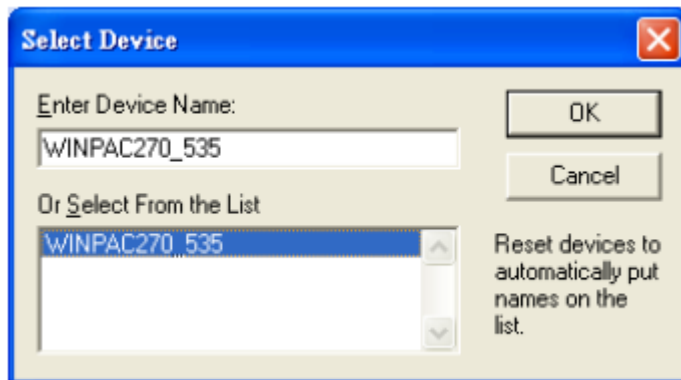 Select Device
Enter Device Name:
WINPAC270_535
OK
Cancel
Or Select From the List
WINPAC270_535
Reset devices to
automatically put
names on the
list.